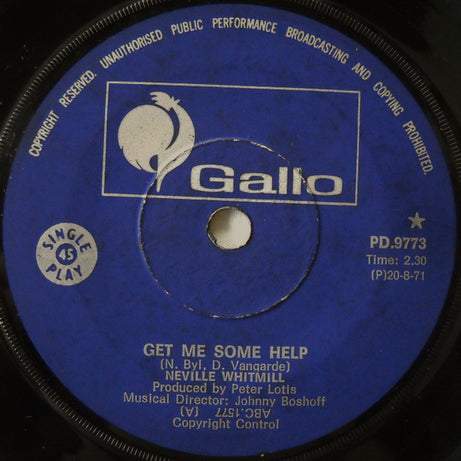 COPYRIGHT RESERVED. UNAUTHORISED PUBLIC PERFORMANCE BROADCASTING AND COPYING PROHIBITED.
Gallo
SINGLE
45
PLAY
PD.9773
Time: 2.30
(P)20-8-71
GET ME SOME HELP
(N. Byl, D. Vangarde)
NEVILLE WHITMILL
Produced by Peter Lotis
Musical Director: Johnny Boshoff
ABC.1577 (A)
Copyright Control